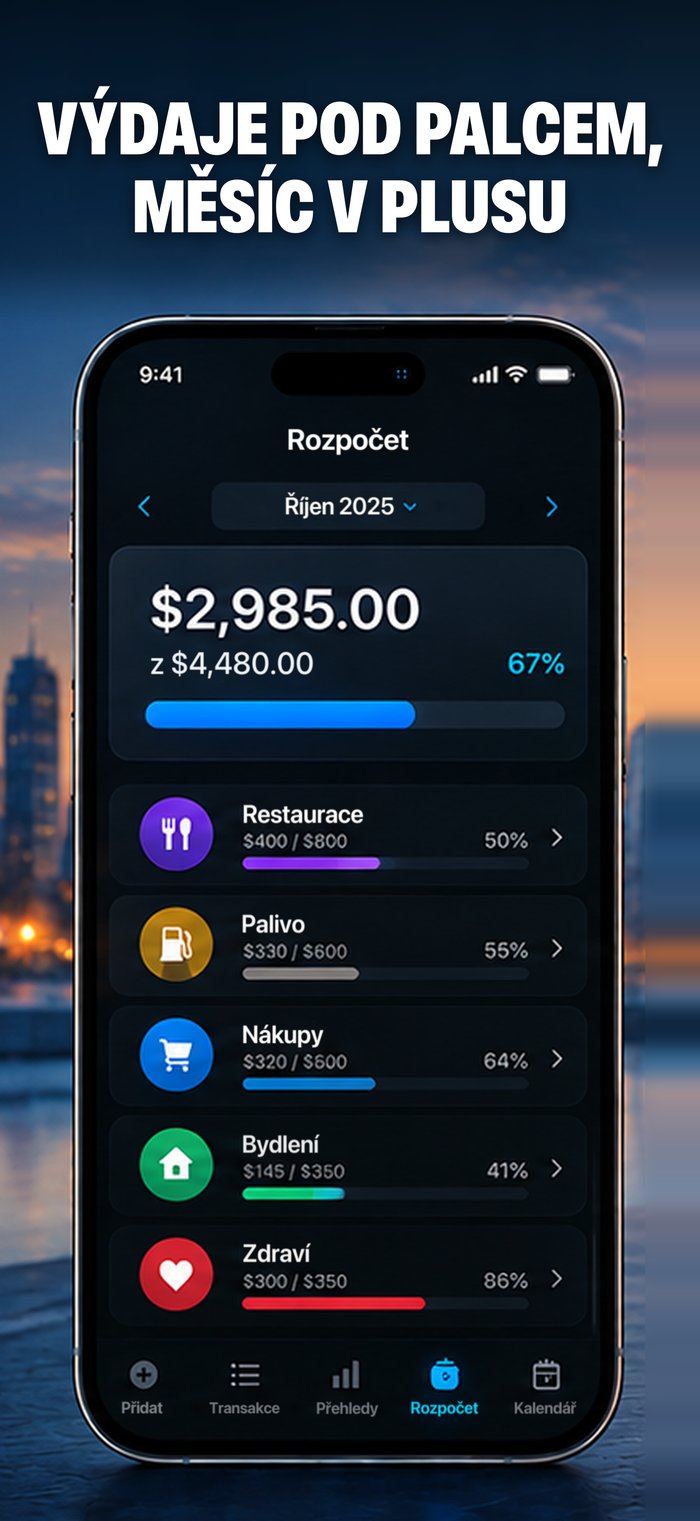 VÝDAJE POD PALCEM,
MĚSÍC V PLUSU
9:41
Rozpočet
Říjen 2025
$2,985.00
z $4,480.00
67%
Restaurace
$400 / $800
50%
Palivo
$330 / $600
55%
Nákupy
$320 / $600
64%
Bydlení
$145 / $350
41%
Zdraví
$300 / $350
86%
Přidat
Transakce
Přehledy
Rozpočet
Kalendář